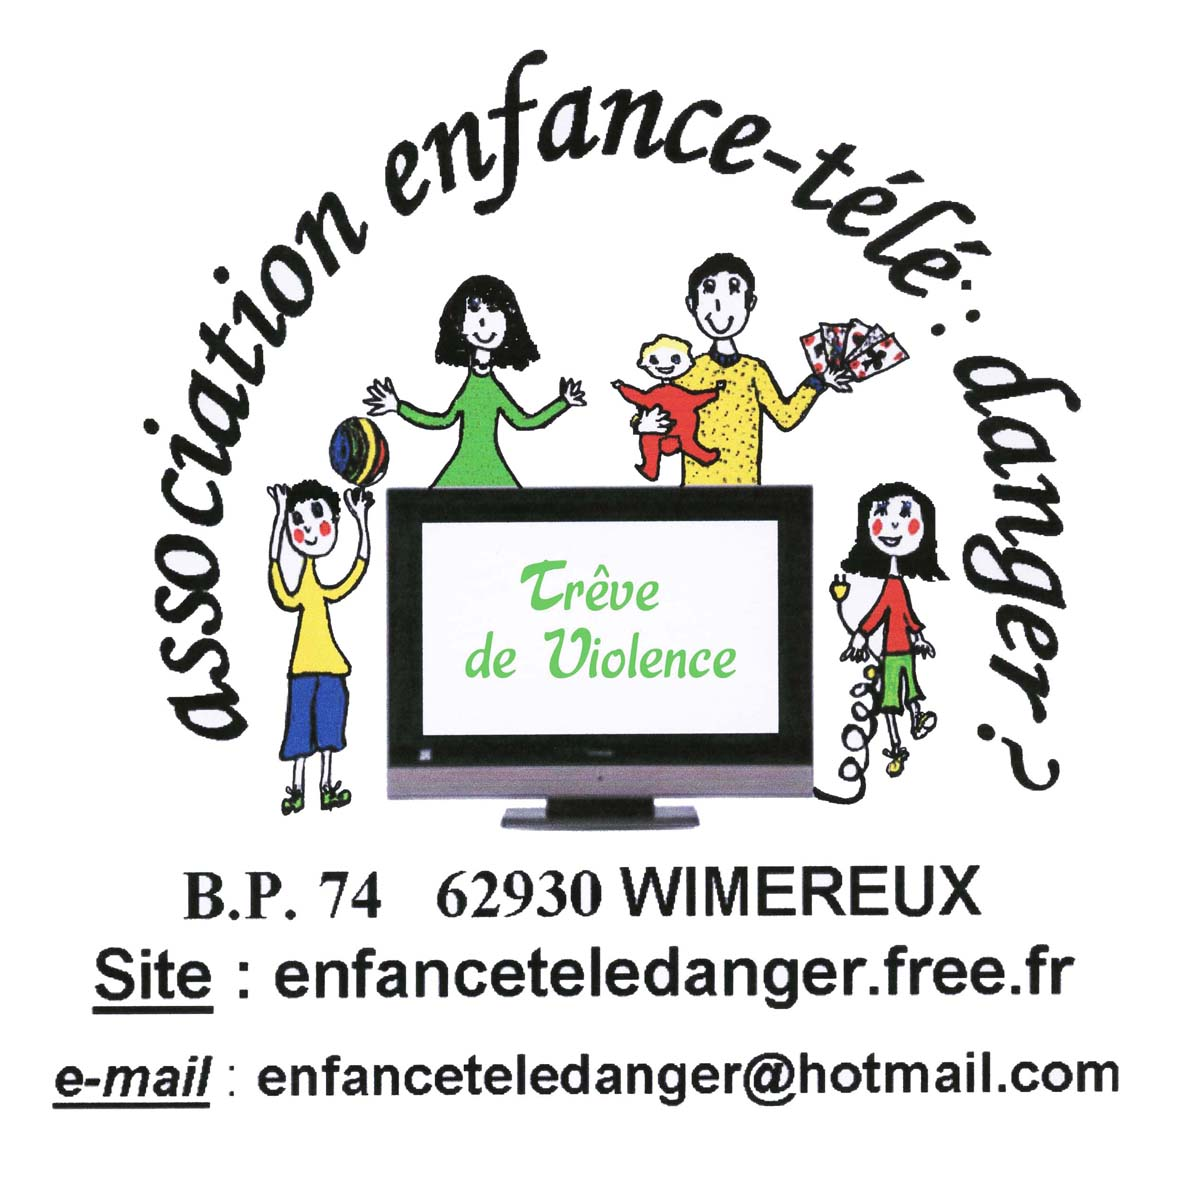 association enfance-télé: danger?
Trêve
de Violence
B.P. 74 62930 WIMEREUX
Site : enfanceteledanger.free.fr
e-mail : enfanceteledanger@hotmail.com